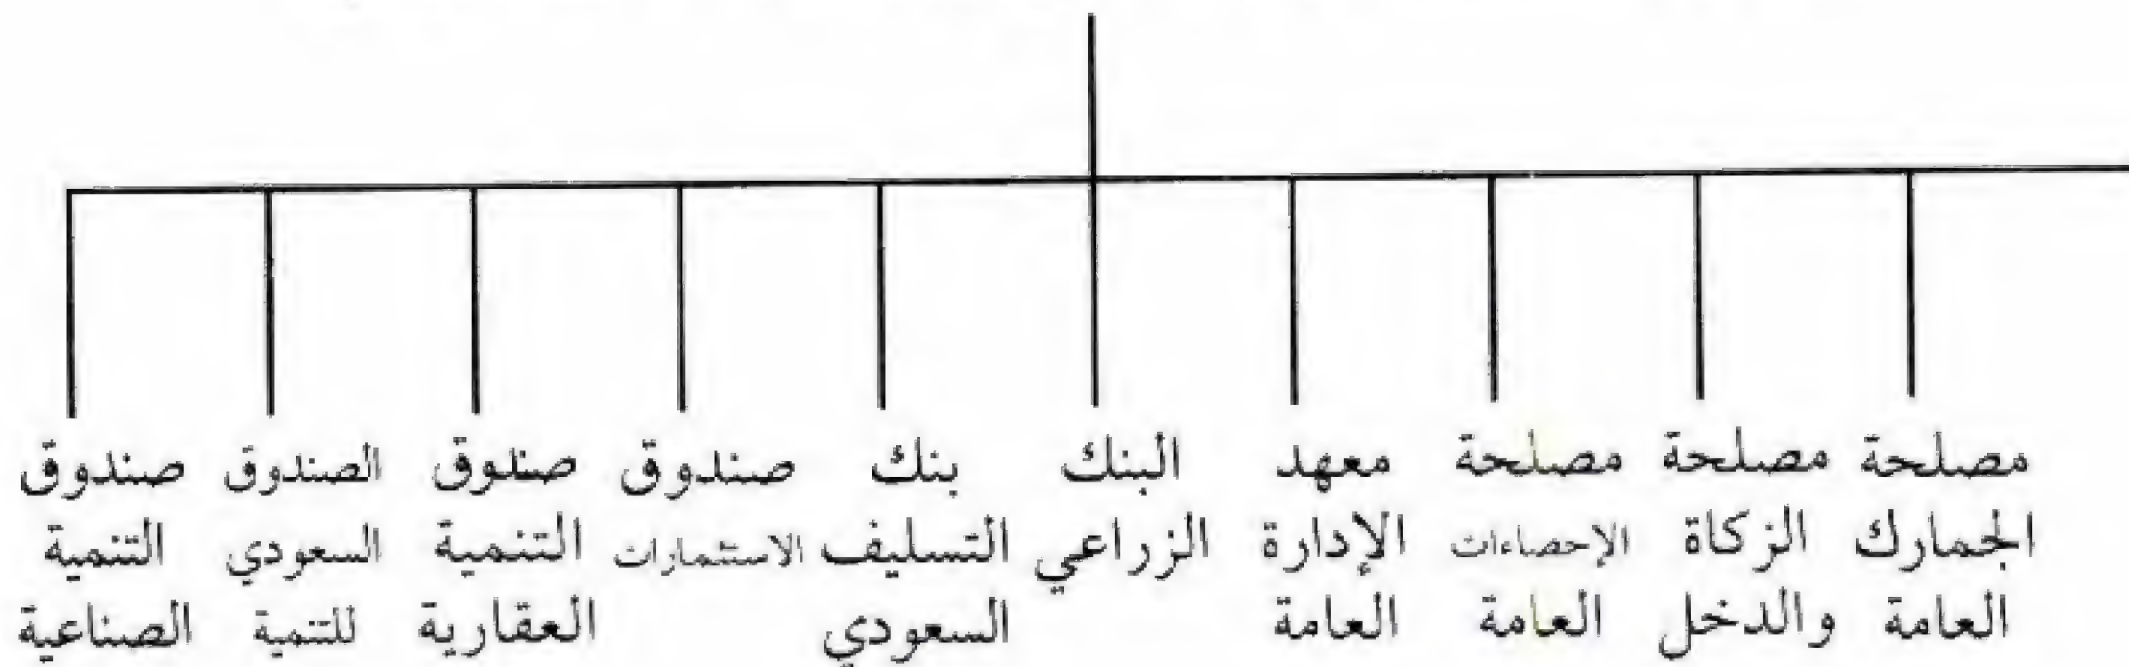 مصلحة
الجمارك
العامة
مصلحة
الزكاة
والدخل
مصلحة
الإحصاءات
العامة
معهد
الإدارة
العامة
البنك
الزراعي
بنك
التسليف
السعودي
صندوق
الاستثمارات
صندوق
التنمية
العقارية
الصندوق
السعودي
للتنمية
صندوق
التنمية
الصناعية